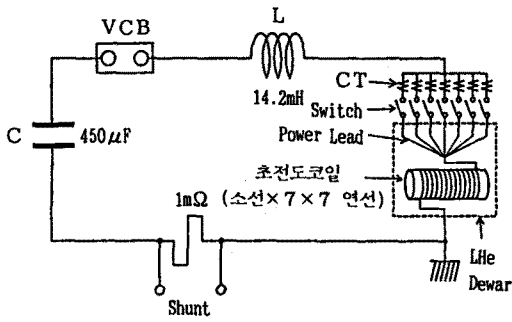 VCB
L
14.2mH
CT
Switch
Power Lead
C
450μF
초전도코일
1mΩ (소선×7×7 연선)
Shunt
LHe
Dewar